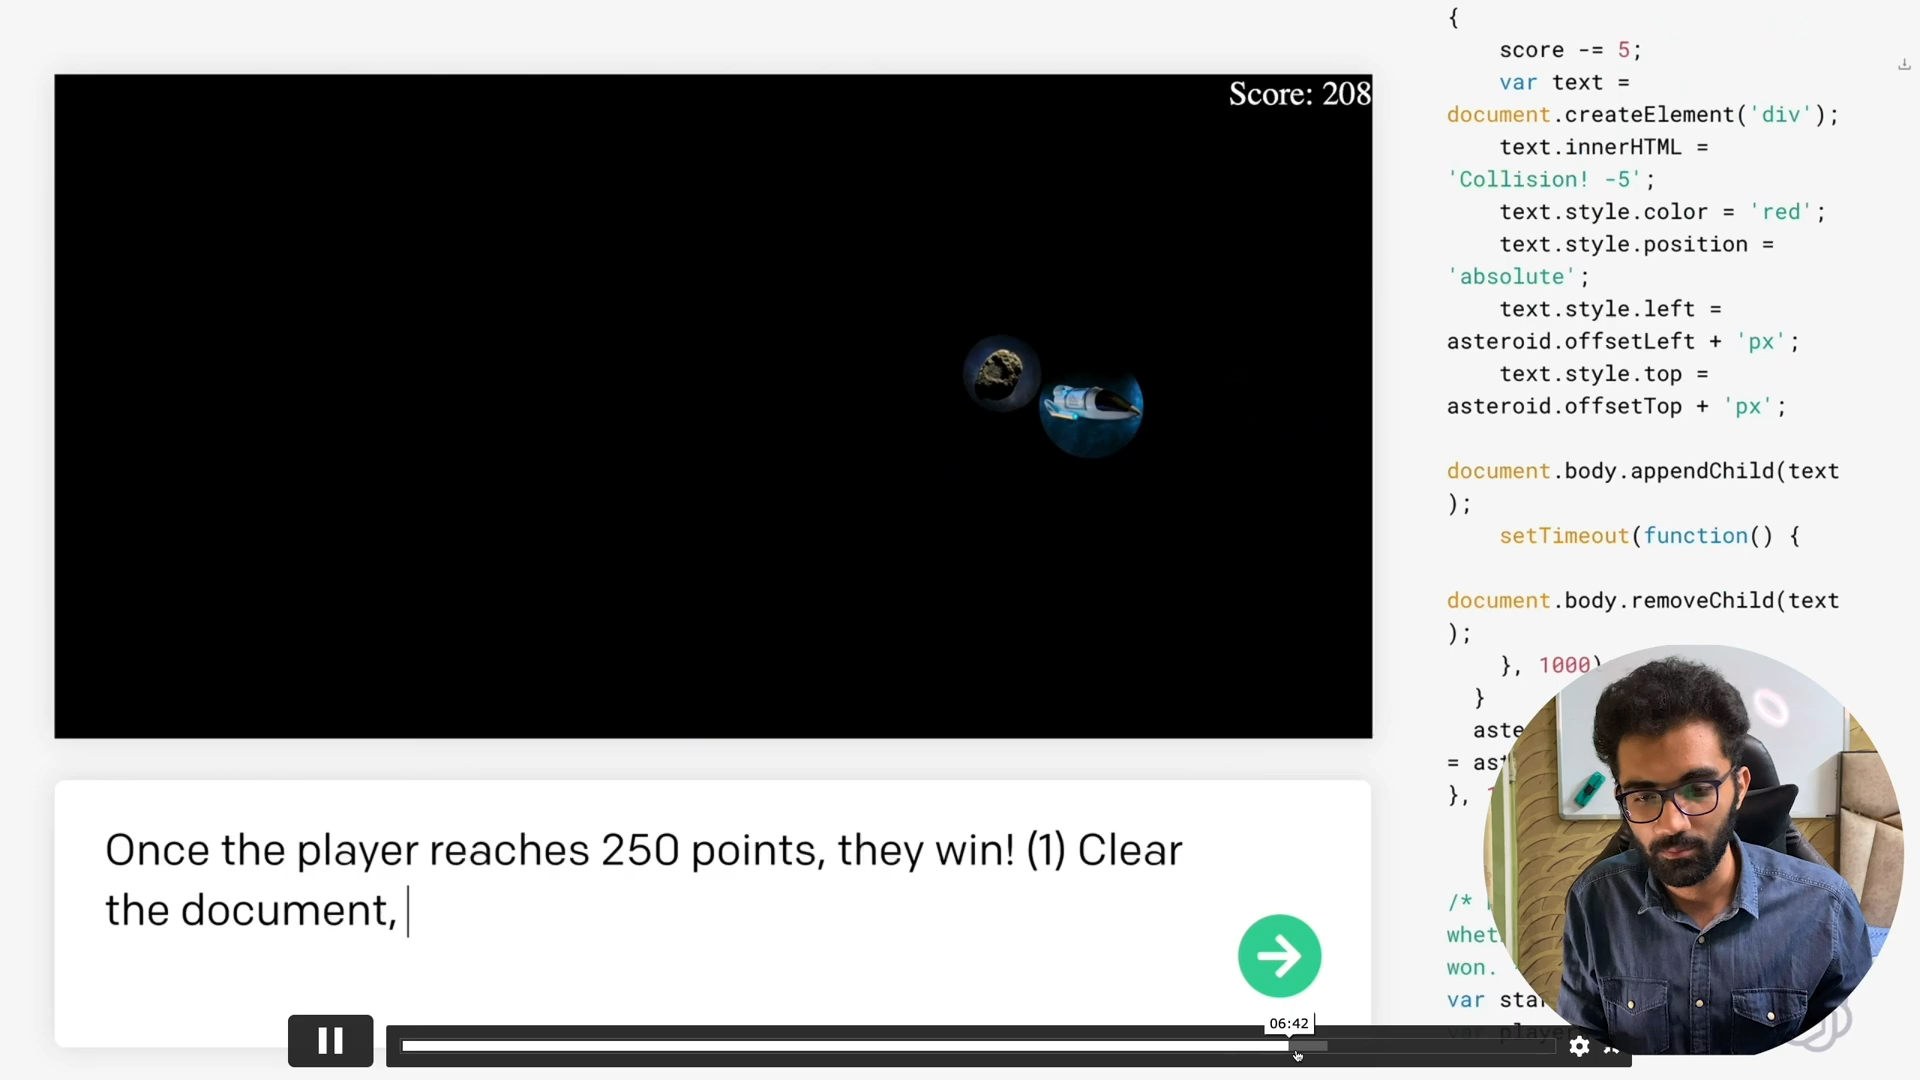 Score: 208
Once the player reaches 250 points, they win! (1) Clear
the document,
06:42
{
score -= 5;
var text =
document.createElement('div');
text.innerHTML =
'Collision! -5';
text.style.color = 'red';
text.style.position =
'absolute';
text.style.left =
asteroid.offsetLeft + 'px';
text.style.top =
asteroid.offsetTop + 'px';
document.body.appendChild(text
);
setTimeout(function() {
document.body.removeChild(text
);
}, 1000)
}
aste
= as
},
/*
whet
won.
var star
var player